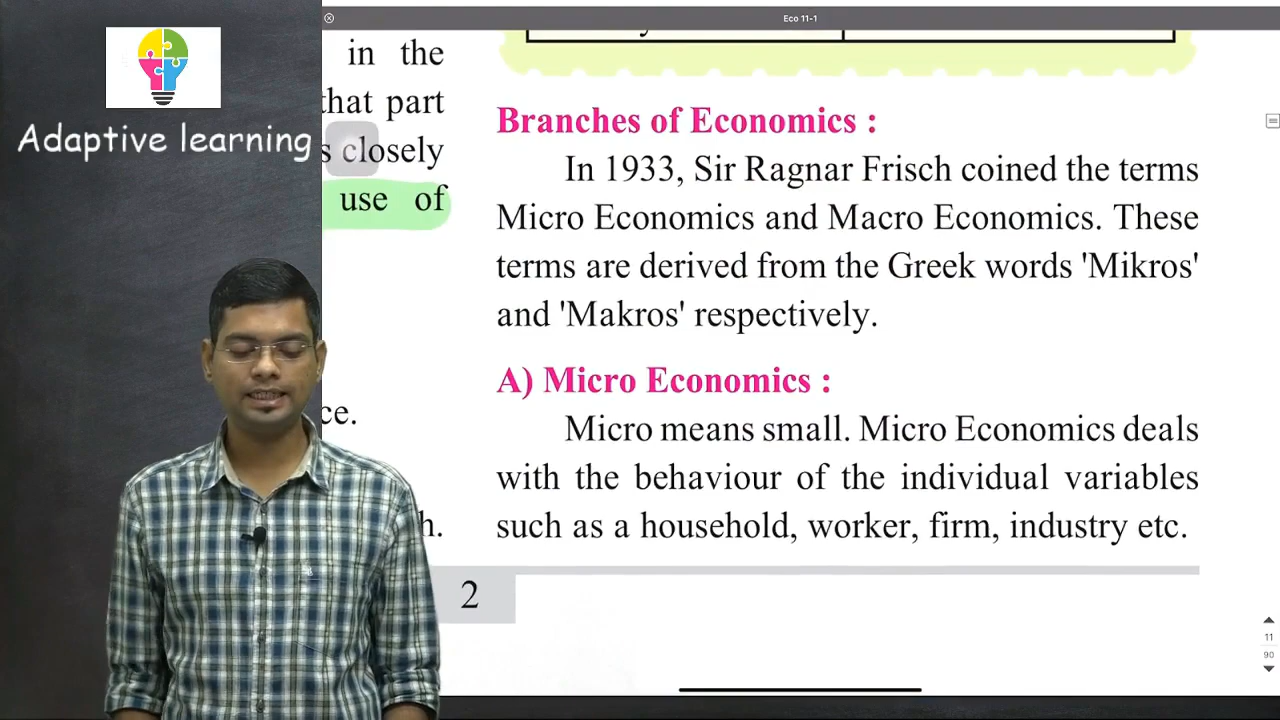 Eco 11-1
Adaptive learning
in the
that part
s closely
use of
ce.
h.
2
Branches of Economics :
In 1933, Sir Ragnar Frisch coined the terms
Micro Economics and Macro Economics. These
terms are derived from the Greek words 'Mikros'
and 'Makros' respectively.
A) Micro Economics :
Micro means small. Micro Economics deals
with the behaviour of the individual variables
such as a household, worker, firm, industry etc.
11
90